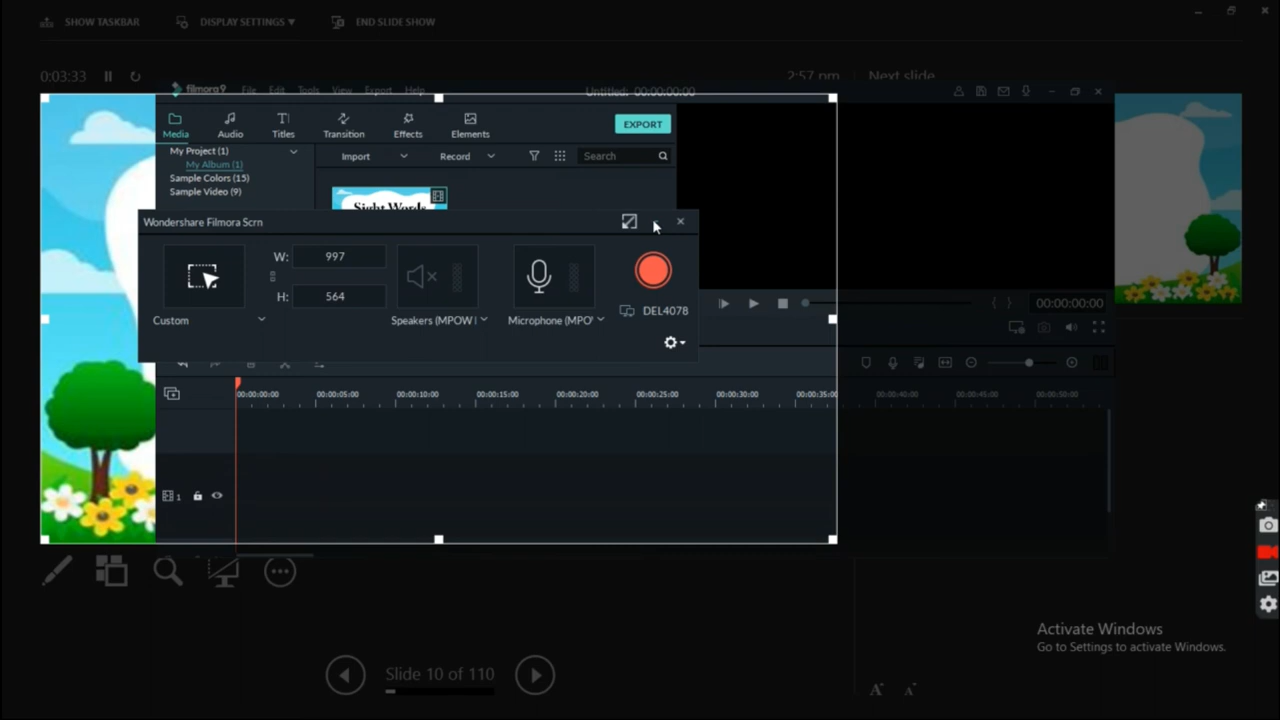 SHOW TASKBAR
DISPLAY SETTINGS ▼
END SLIDE SHOW
0:03:33
2:57 pm
Next slide
filmora9
File
Edit
Tools
View
Export
Help
Untitled: 00:00:00:00
Media
Audio
Titles
Transition
Effects
Elements
EXPORT
My Project (1)
My Album (1)
Sample Colors (15)
Sample Video (9)
Import
Record
Search
Sight Words
Wondershare Filmora Scrn
W:
997
H:
564
Custom
Speakers (MPOW
Microphone (MPO
DEL4078
00:00:00:00
00:00:00:00
00:00:05:00
00:00:10:00
00:00:15:00
00:00:20:00
00:00:25:00
00:00:30:00
00:00:35:00
00:00:40:00
00:00:45:00
00:00:50:00
1
Slide 10 of 110
Activate Windows
Go to Settings to activate Windows.
A
A